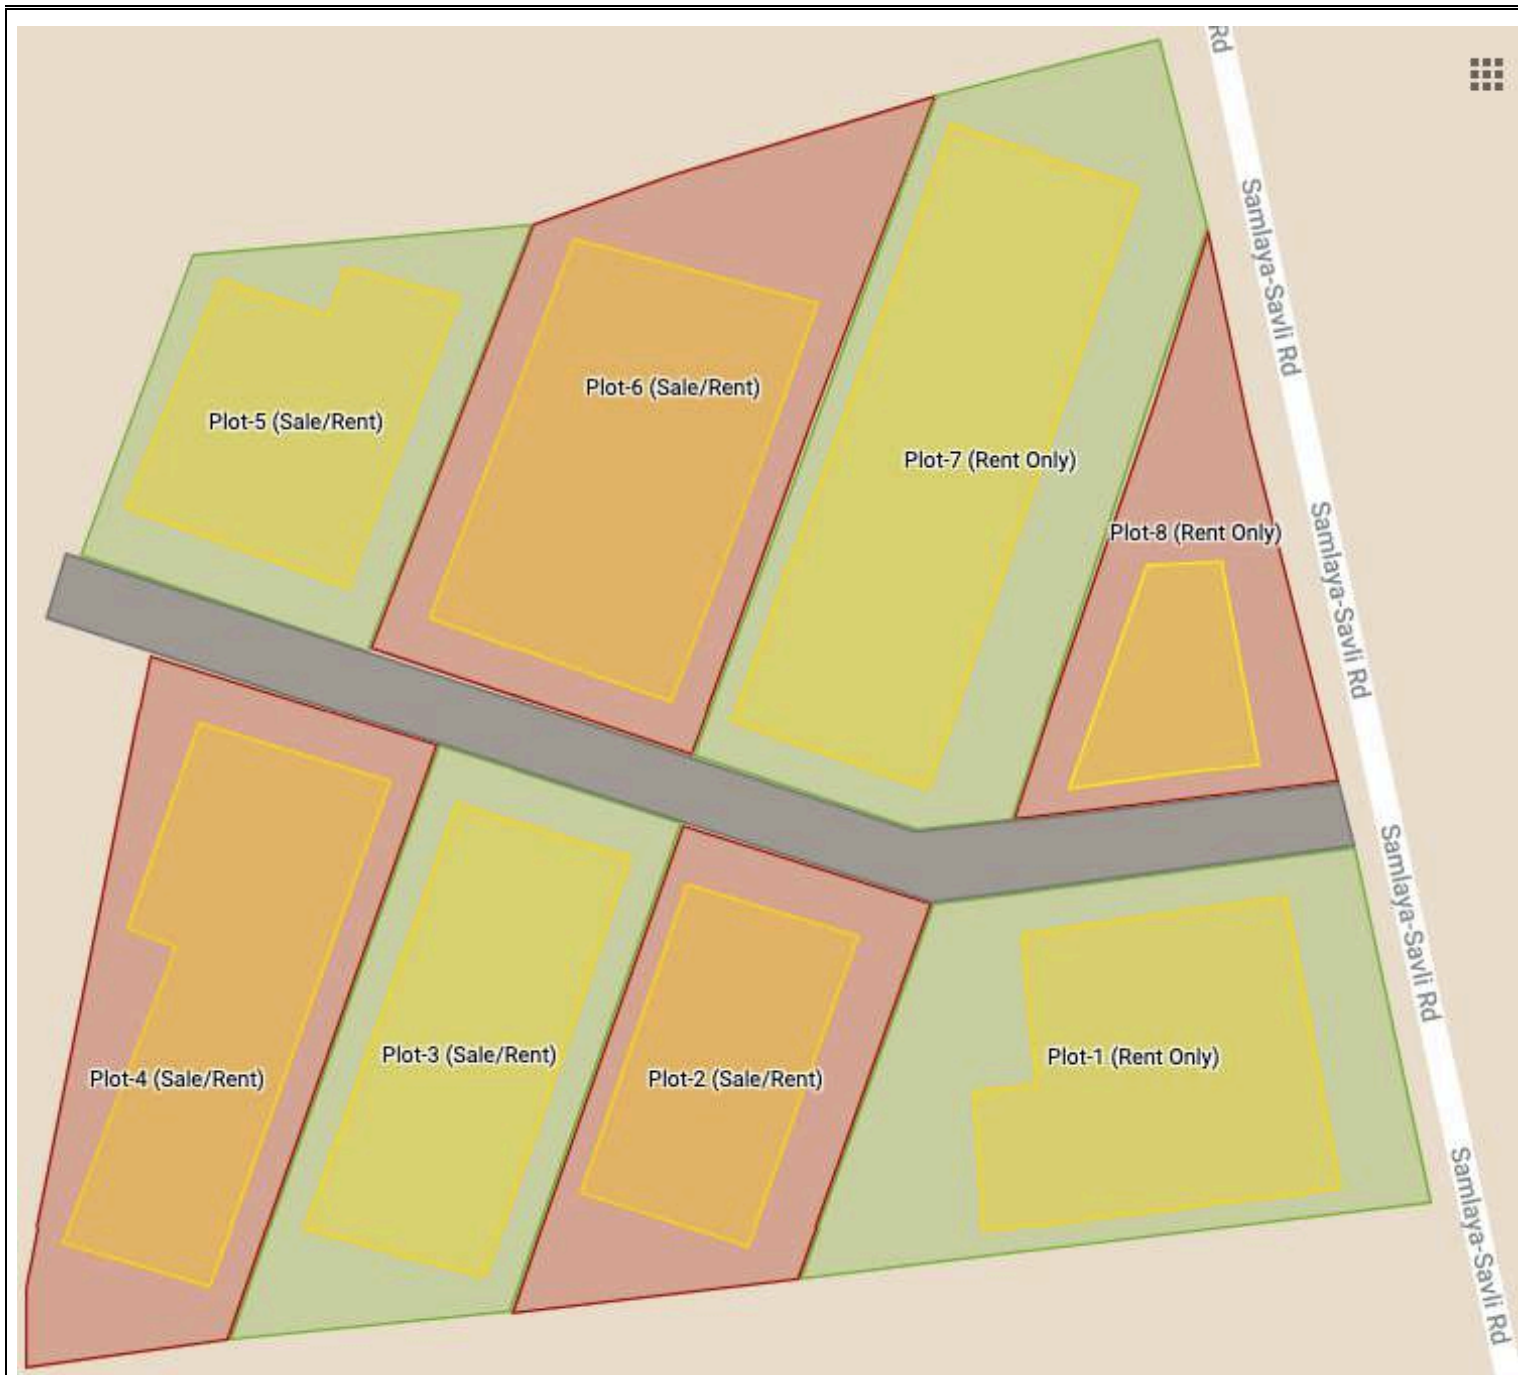 Rd
Samlaya-Savli Rd
Plot-6 (Sale/Rent)
Plot-5 (Sale/Rent)
Plot-7 (Rent Only)
Plot-8 (Rent Only)
Samlaya-Savli Rd
Samlaya-Savli Rd
Plot-3 (Sale/Rent)
Plot-1 (Rent Only)
Plot-4 (Sale/Rent)
Plot-2 (Sale/Rent)
Samlaya-Savli Rd